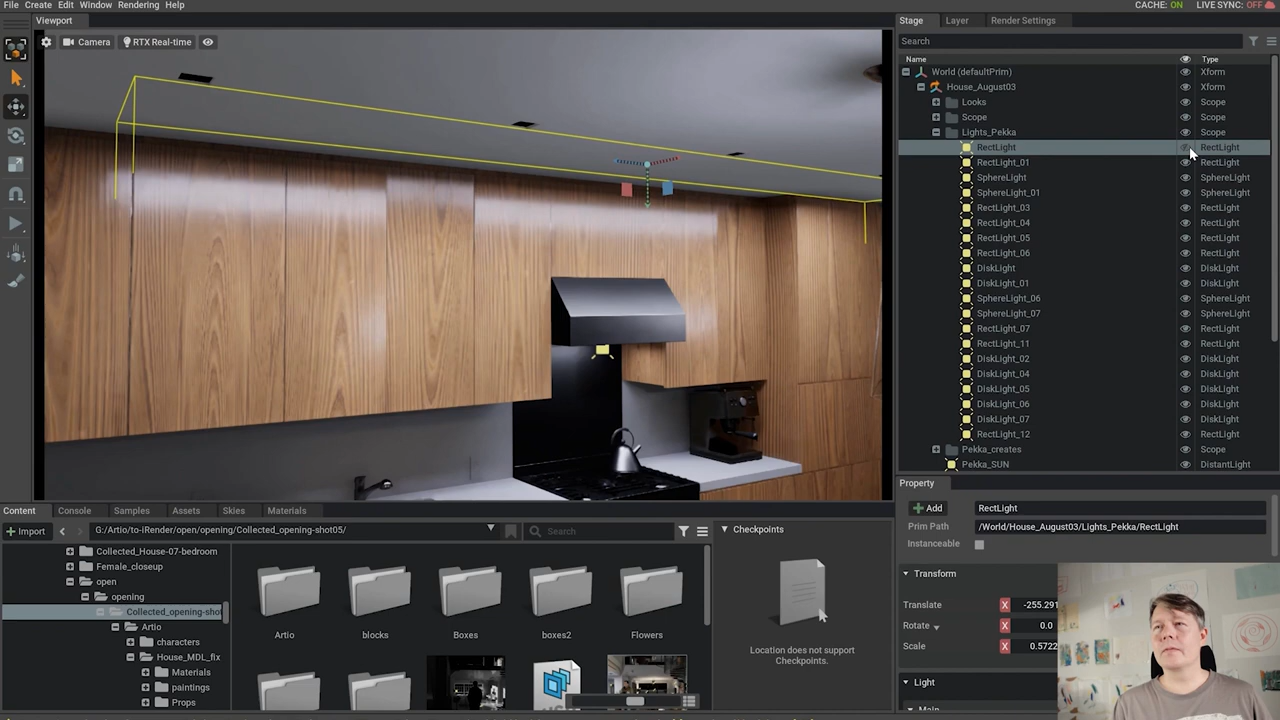 File Create Edit Window Rendering Help
CACHE: ON LIVE SYNC: OFF
Viewport
Camera RTX Real-time
Stage Layer Render Settings
Search
Name Type
World (defaultPrim) Xform
House_August03 Xform
Looks Scope
Scope Scope
Lights_Pekka Scope
RectLight RectLight
RectLight_01 RectLight
SphereLight SphereLight
SphereLight_01 SphereLight
RectLight_03 RectLight
RectLight_04 RectLight
RectLight_05 RectLight
RectLight_06 RectLight
DiskLight DiskLight
DiskLight_01 DiskLight
SphereLight_06 SphereLight
SphereLight_07 SphereLight
RectLight_07 RectLight
RectLight_11 RectLight
DiskLight_02 DiskLight
DiskLight_04 DiskLight
DiskLight_05 DiskLight
DiskLight_06 DiskLight
DiskLight_07 DiskLight
RectLight_12 RectLight
Pekka_creates Scope
Pekka_SUN DistantLight
Property
Add RectLight
Prim Path /World/House_August03/Lights_Pekka/RectLight
Instanceable
Transform
Translate X -255.291
Rotate X 0.0
Scale X 0.5722
Light
Main
Content Console Samples Assets Skies Materials
Import G:/Artio/to-iRender/open/opening/Collected_opening-shot05/ Search
Collected_House-07-bedroom
Female_closeup
open
opening
Collected_opening-shot
Artio
characters
House_MDL_fix
Materials
paintings
Props
Artio blocks Boxes boxes2 Flowers
Checkpoints
Location does not support
Checkpoints.